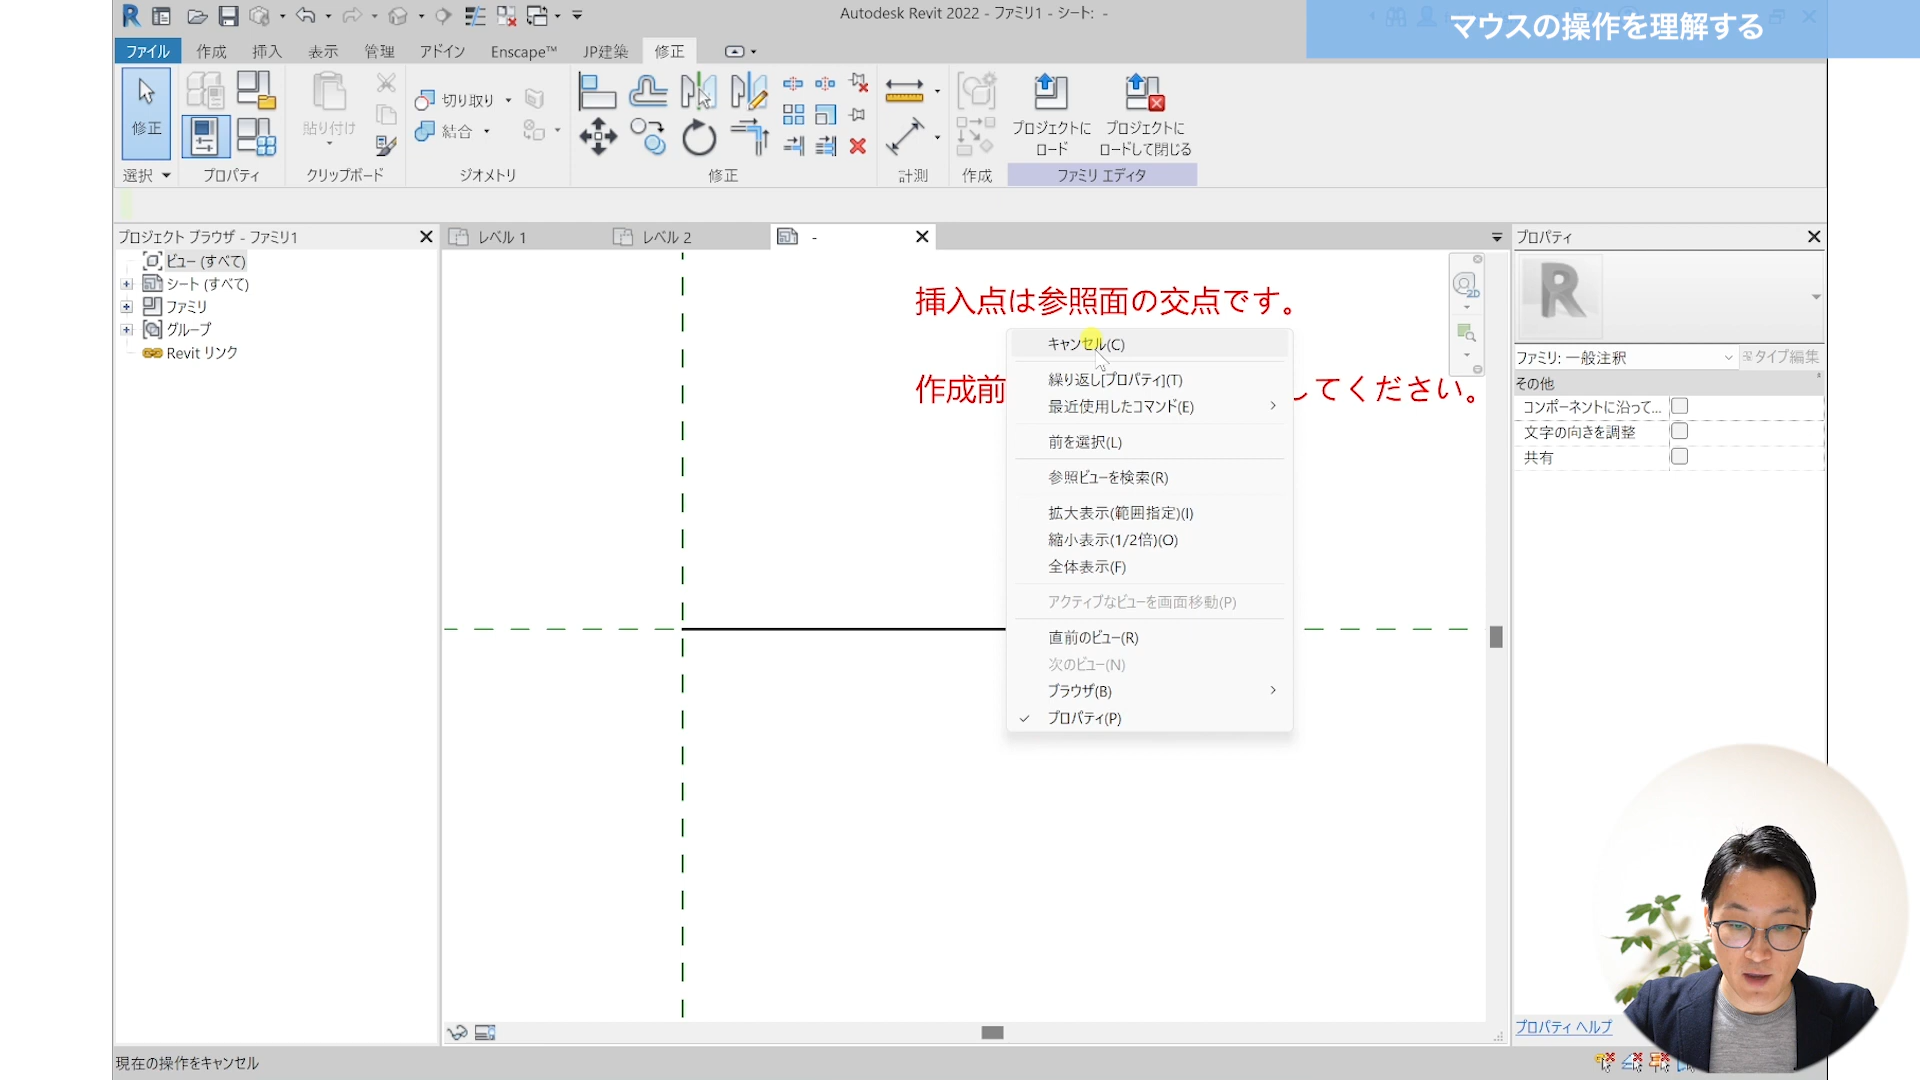 Autodesk Revit 2022 - ファミリ1 - シート: -
マウスの操作を理解する
ファイル
作成
挿入
表示
管理
アドイン
Enscape™
JP建築
修正
修正
貼り付け
切り取り
結合
プロジェクトに
ロード
プロジェクトに
ロードして閉じる
選択
プロパティ
クリップボード
ジオメトリ
修正
計測
作成
ファミリ エディタ
プロジェクト ブラウザ - ファミリ1
レベル 1
レベル 2
-
プロパティ
ビュー (すべて)
シート (すべて)
ファミリ
グループ
Revit リンク
挿入点は参照面の交点です。
作成前
してください。
キャンセル(C)
繰り返し[プロパティ](T)
最近使用したコマンド(E)
前を選択(L)
参照ビューを検索(R)
拡大表示(範囲指定)(I)
縮小表示(1/2倍)(O)
全体表示(F)
アクティブなビューを画面移動(P)
直前のビュー(R)
次のビュー(N)
ブラウザ(B)
プロパティ(P)
2D
R
ファミリ: 一般注釈
タイプ編集
その他
コンポーネントに沿って...
文字の向きを調整
共有
プロパティ ヘルプ
現在の操作をキャンセル